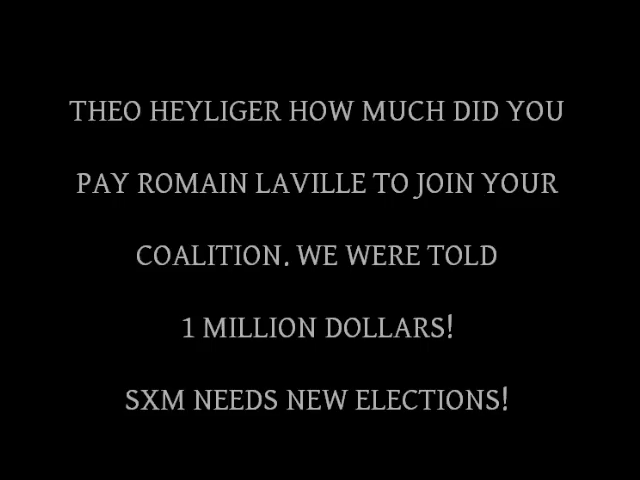 THEO HEYLIGER HOW MUCH DID YOU
PAY ROMAIN LAVILLE TO JOIN YOUR
COALITION. WE WERE TOLD
1 MILLION DOLLARS!
SXM NEEDS NEW ELECTIONS!